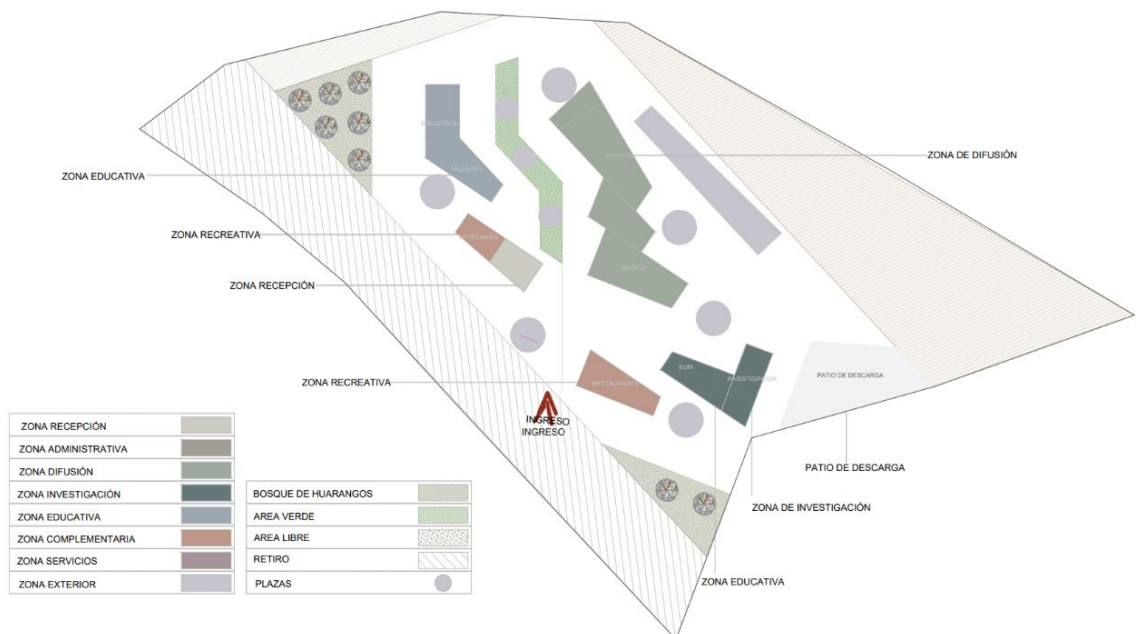 BIBLIOTECA
ZONA DE DIFUSIÓN
TALLERES
ZONA EDUCATIVA
ZONA RECREATIVA
ARTESANIAS
MUSEO
ZONA RECEPCIÓN
SUM
INVESTIGACIÓN
PATIO DE DESCARGA
ZONA RECREATIVA
RESTAURANTE
INGRESO
INGRESO
PATIO DE DESCARGA
ZONA DE INVESTIGACIÓN
ZONA EDUCATIVA
ZONA RECEPCIÓN
ZONA ADMINISTRATIVA
ZONA DIFUSIÓN
ZONA INVESTIGACIÓN
ZONA EDUCATIVA
ZONA COMPLEMENTARIA
ZONA SERVICIOS
ZONA EXTERIOR
BOSQUE DE HUARANGOS
AREA VERDE
AREA LIBRE
RETIRO
PLAZAS